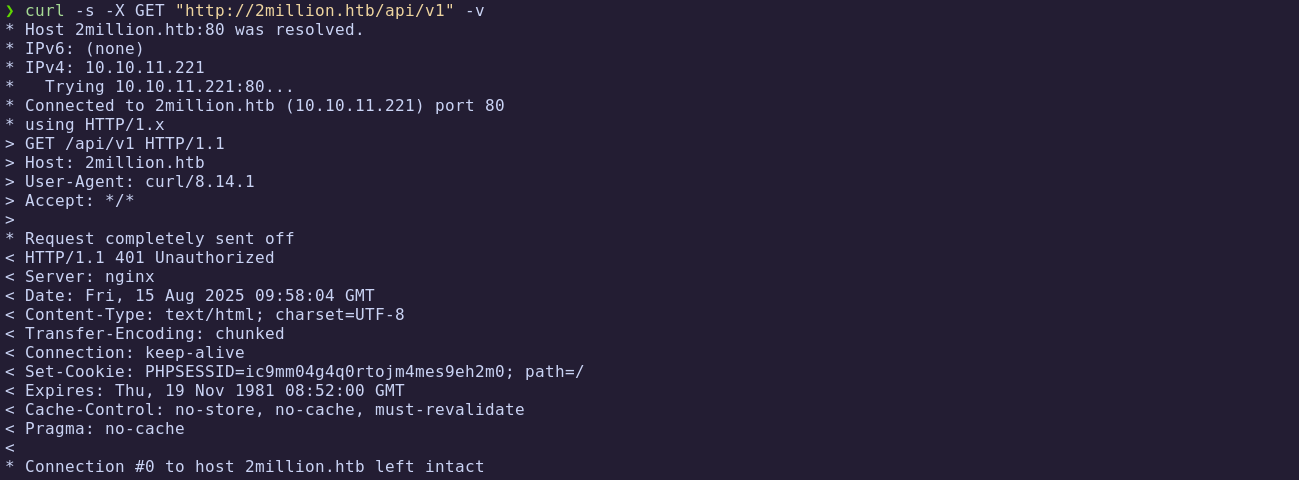 ❯ curl -s -X GET "http://2million.htb/api/v1" -v
* Host 2million.htb:80 was resolved.
* IPv6: (none)
* IPv4: 10.10.11.221
*   Trying 10.10.11.221:80...
* Connected to 2million.htb (10.10.11.221) port 80
* using HTTP/1.x
> GET /api/v1 HTTP/1.1
> Host: 2million.htb
> User-Agent: curl/8.14.1
> Accept: */*
>
* Request completely sent off
< HTTP/1.1 401 Unauthorized
< Server: nginx
< Date: Fri, 15 Aug 2025 09:58:04 GMT
< Content-Type: text/html; charset=UTF-8
< Transfer-Encoding: chunked
< Connection: keep-alive
< Set-Cookie: PHPSESSID=ic9mm04g4q0rtojm4mes9eh2m0; path=/
< Expires: Thu, 19 Nov 1981 08:52:00 GMT
< Cache-Control: no-store, no-cache, must-revalidate
< Pragma: no-cache
<
* Connection #0 to host 2million.htb left intact